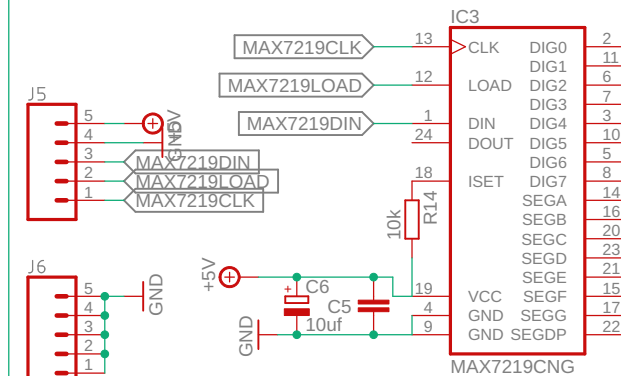 IC3
MAX7219CLK 13 CLK DIG0 2
DIG1 11
MAX7219LOAD 12 LOAD DIG2 6
DIG3 7
MAX7219DIN 1 DIN DIG4 3
24 DOUT DIG5 10
DIG6 5
18 ISET DIG7 8
SEGA 14
SEGB 16
SEGC 20
SEGD 23
SEGE 21
19 VCC SEGF 15
4 GND SEGG 17
9 GND SEGDP 22
MAX7219CNG
J5
5 +5V
4 GND
3 MAX7219DIN
2 MAX7219LOAD
1 MAX7219CLK
10k R14
J6
5
4
3
2
1
GND
+5V
+
C6
10uf
C5
GND